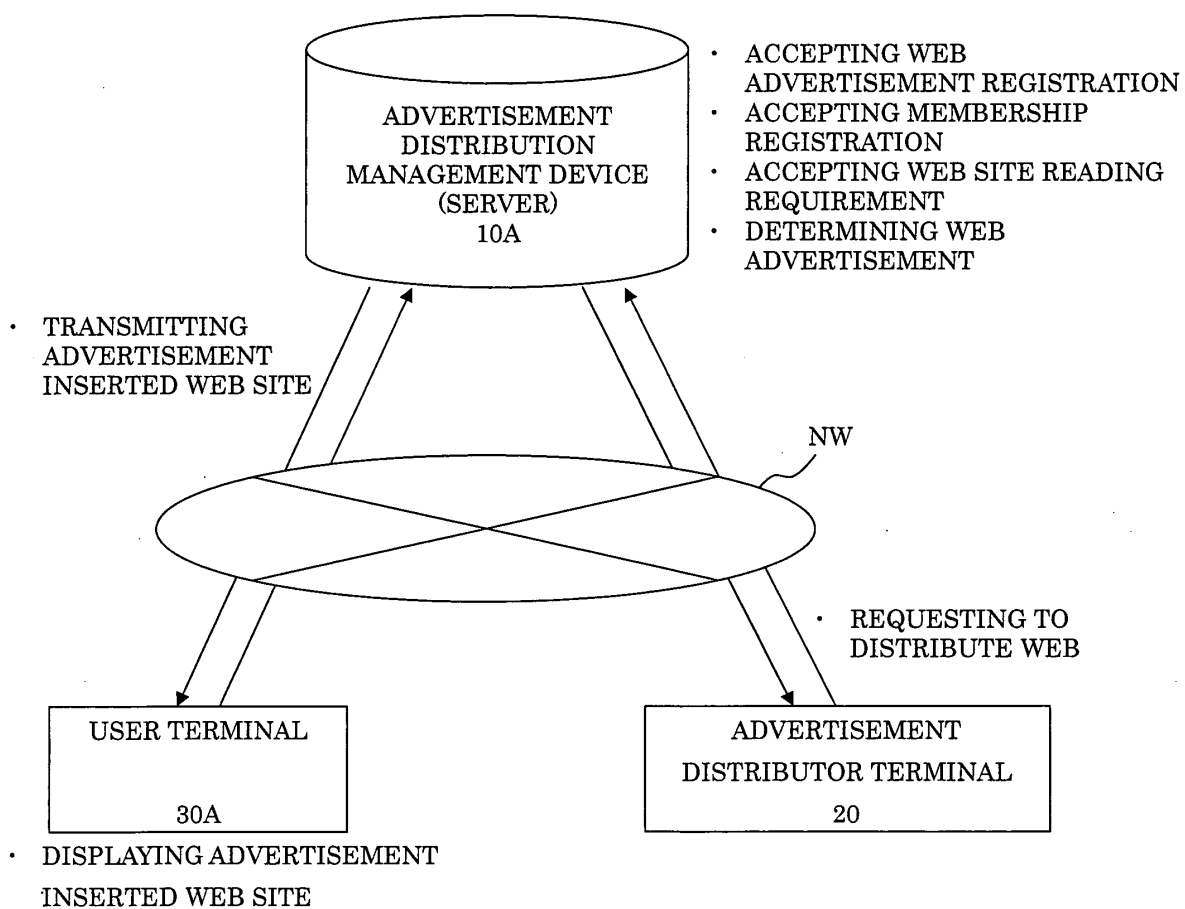 ADVERTISEMENT
DISTRIBUTION
MANAGEMENT DEVICE
(SERVER)
10A
· ACCEPTING WEB
ADVERTISEMENT REGISTRATION
· ACCEPTING MEMBERSHIP
REGISTRATION
· ACCEPTING WEB SITE READING
REQUIREMENT
· DETERMINING WEB
ADVERTISEMENT
· TRANSMITTING
ADVERTISEMENT
INSERTED WEB SITE
NW
· REQUESTING TO
DISTRIBUTE WEB
USER TERMINAL
30A
ADVERTISEMENT
DISTRIBUTOR TERMINAL
20
· DISPLAYING ADVERTISEMENT
INSERTED WEB SITE